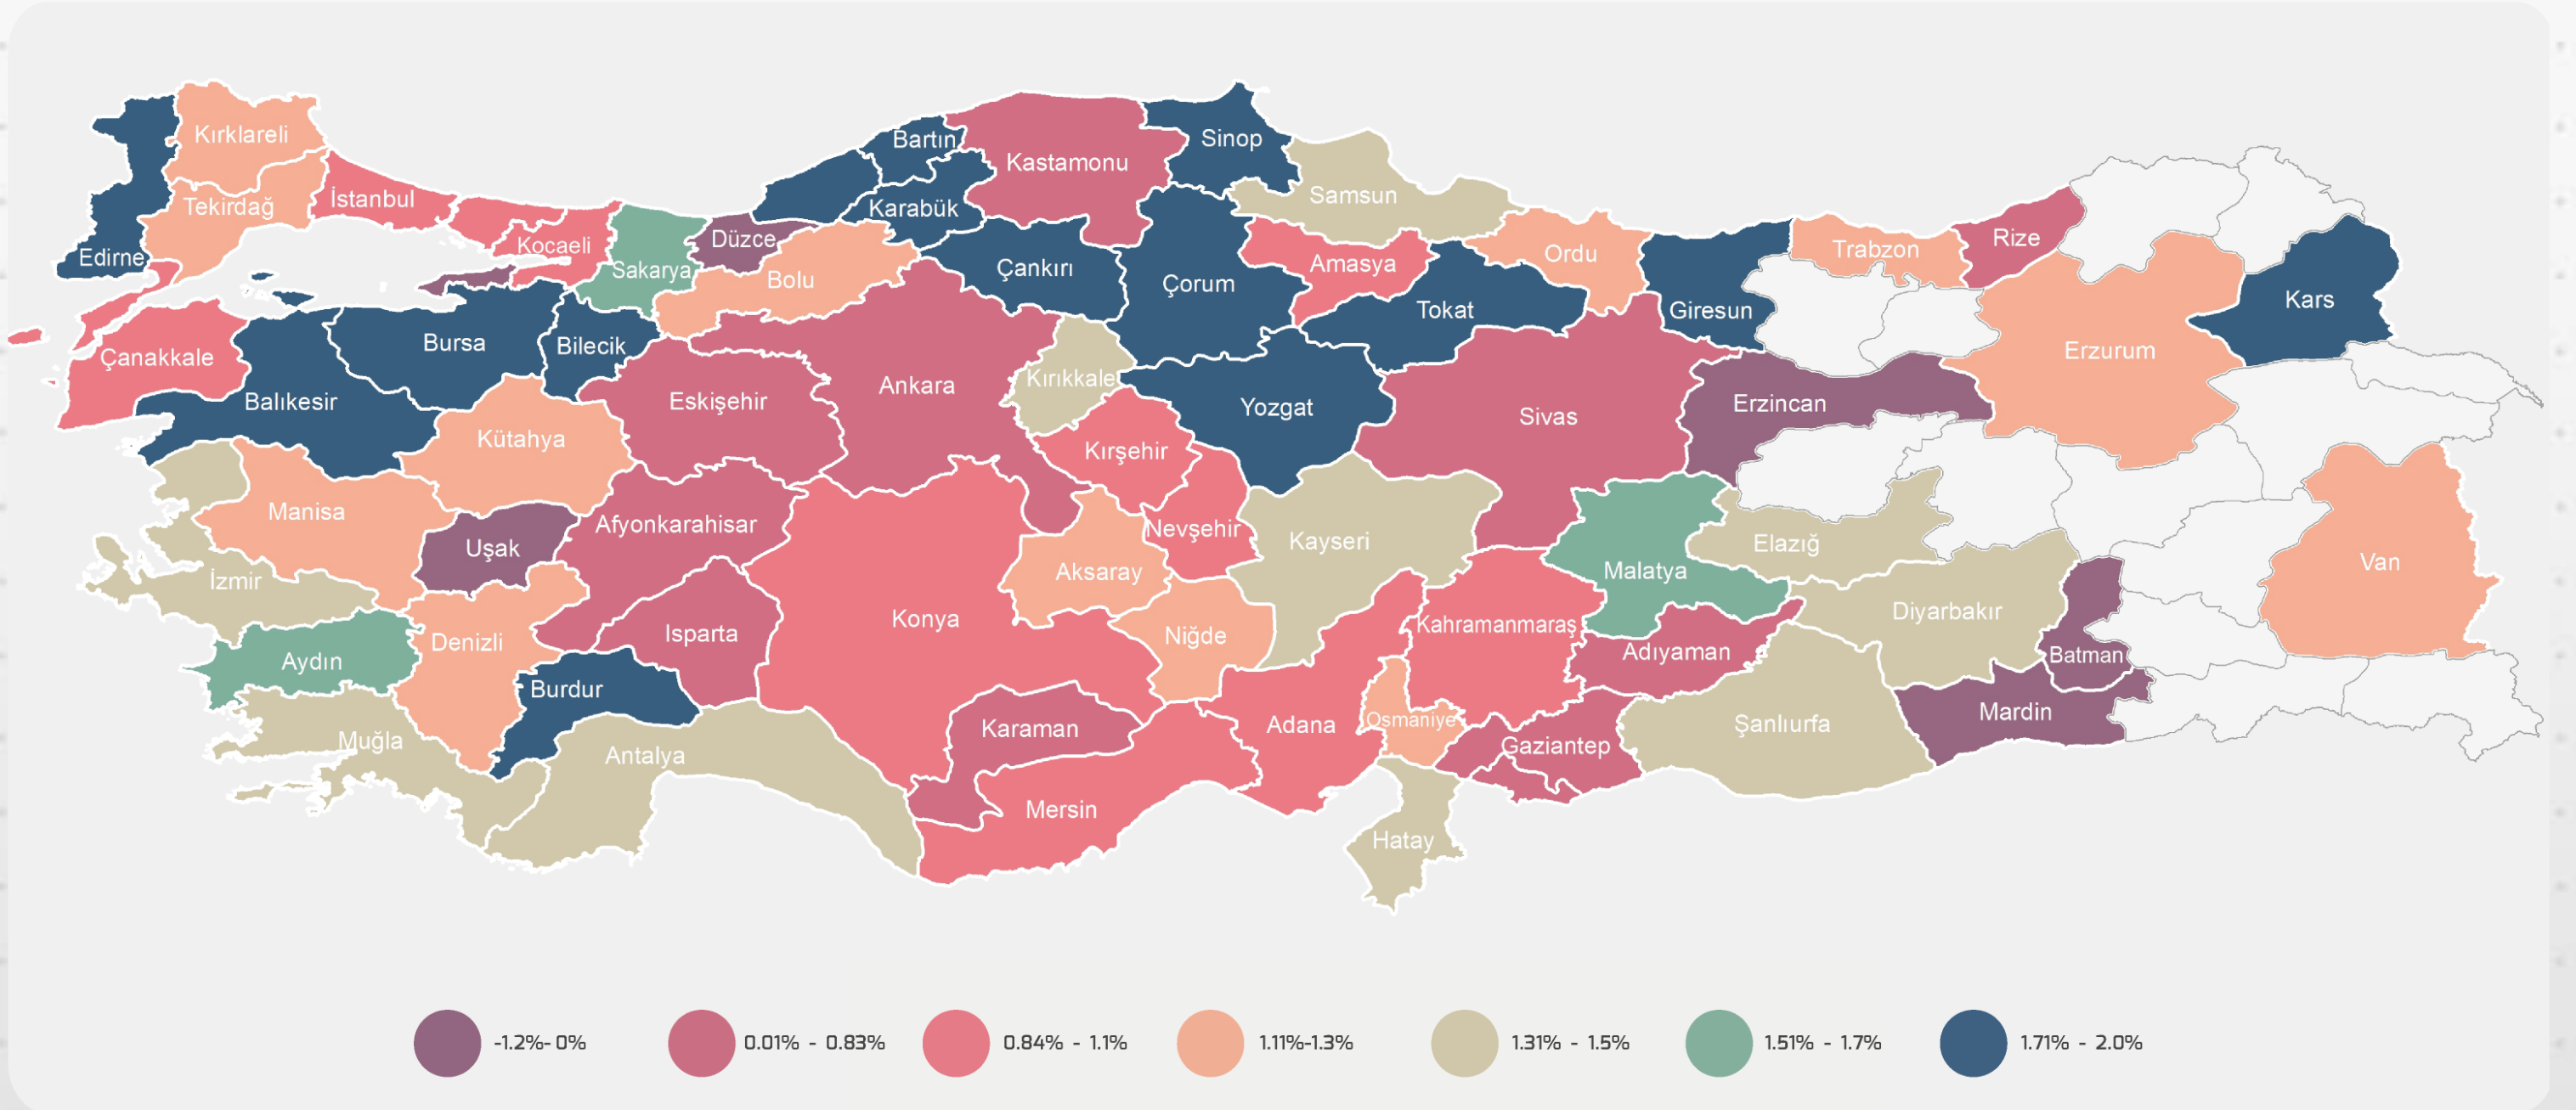 Kırklareli
Bartın
Sinop
Kastamonu
Tekirdağ
İstanbul
Samsun
Karabük
Kocaeli
Düzce
Rize
Edirne
Sakarya
Bolu
Çankırı
Çorum
Amasya
Ordu
Trabzon
Tokat
Giresun
Kars
Çanakkale
Bursa
Bilecik
Erzurum
Balıkesir
Eskişehir
Ankara
Kırıkkale
Yozgat
Sivas
Erzincan
Kütahya
Kırşehir
Manisa
Afyonkarahisar
Nevşehir
Kayseri
Elazığ
Uşak
Aksaray
Malatya
Van
İzmir
Konya
Kahramanmaraş
Diyarbakır
Aydın
Denizli
Isparta
Niğde
Adıyaman
Batman
Burdur
Karaman
Adana
Osmaniye
Şanlıurfa
Mardin
Muğla
Antalya
Gaziantep
Mersin
Hatay
-1.2%- 0%
0.01% - 0.83%
0.84% - 1.1%
1.11%-1.3%
1.31% - 1.5%
1.51% - 1.7%
1.71% - 2.0%